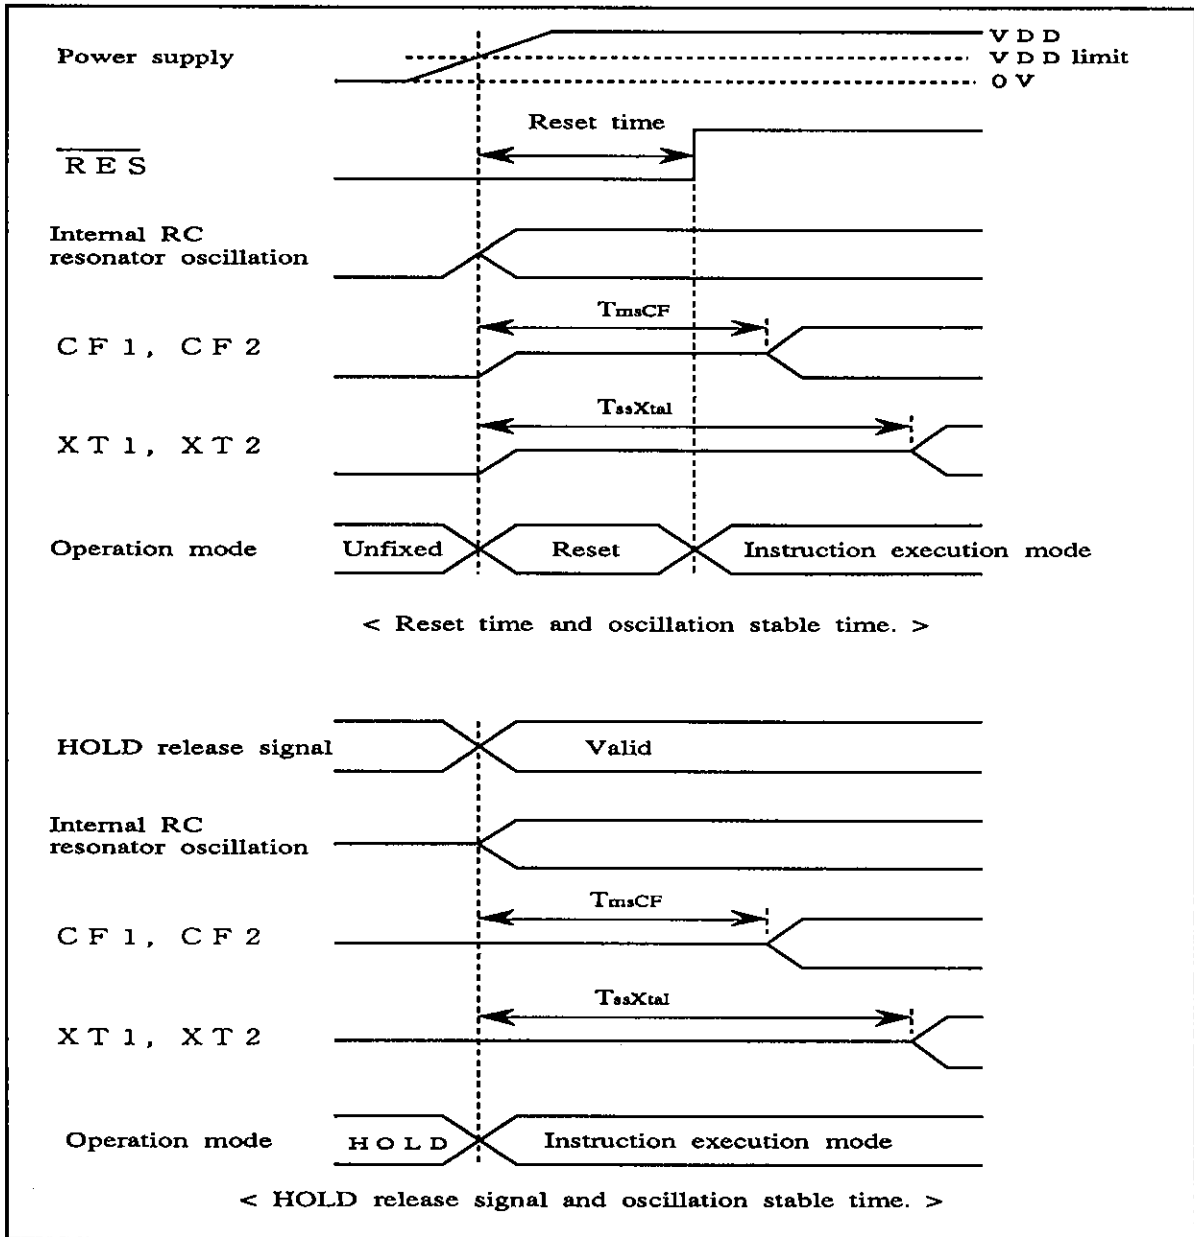 Power supply
VDD
VDD limit
0V
Reset time
RES
Internal RC
resonator oscillation
TmsCF
CF1, CF2
TssXtal
XT1, XT2
Operation mode
Unfixed
Reset
Instruction execution mode
< Reset time and oscillation stable time. >
HOLD release signal
Valid
Internal RC
resonator oscillation
TmsCF
CF1, CF2
TssXtal
XT1, XT2
Operation mode
HOLD
Instruction execution mode
< HOLD release signal and oscillation stable time. >